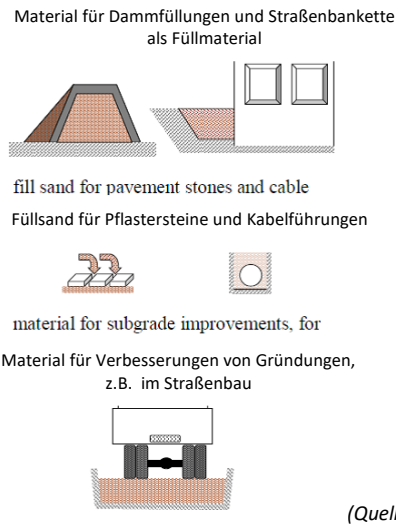 Material für Dammfüllungen und Straßenbankette
als Füllmaterial
fill sand for pavement stones and cable
Füllsand für Pflastersteine und Kabelführungen
material for subgrade improvements, for
Material für Verbesserungen von Gründungen,
z.B. im Straßenbau